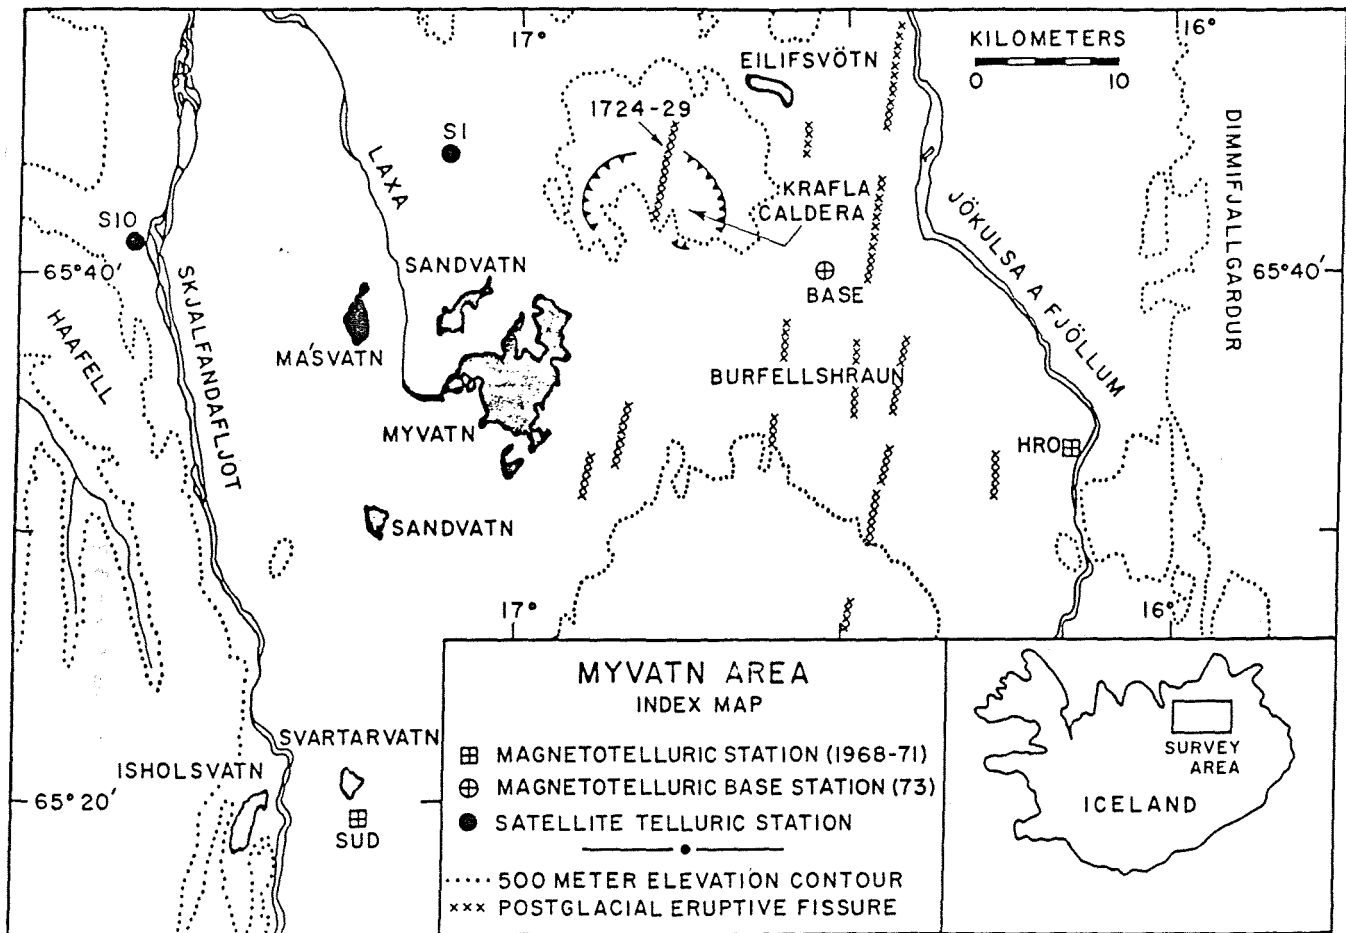 17°
16°
KILOMETERS
0 10
EILIFSVÖTN
1724-29
S1
LAXA
DIMMIFJALLGARDUR
KRAFLA
CALDERA
S10
JÖKULSA A FJÖLLUM
65°40'
SANDVATN
65°40'
BASE
SKJALFANDAFLJOT
HAAFELL
MA'SVATN
BURFELLSHRAUN
MYVATN
HRO
SANDVATN
17°
16°
MYVATN AREA
INDEX MAP
SVARTARVATN
ISHOLSVATN
65°20'
SUD
MAGNETOTELLURIC STATION (1968-71)
MAGNETOTELLURIC BASE STATION (73)
SATELLITE TELLURIC STATION
500 METER ELEVATION CONTOUR
xxx POSTGLACIAL ERUPTIVE FISSURE
SURVEY
AREA
ICELAND